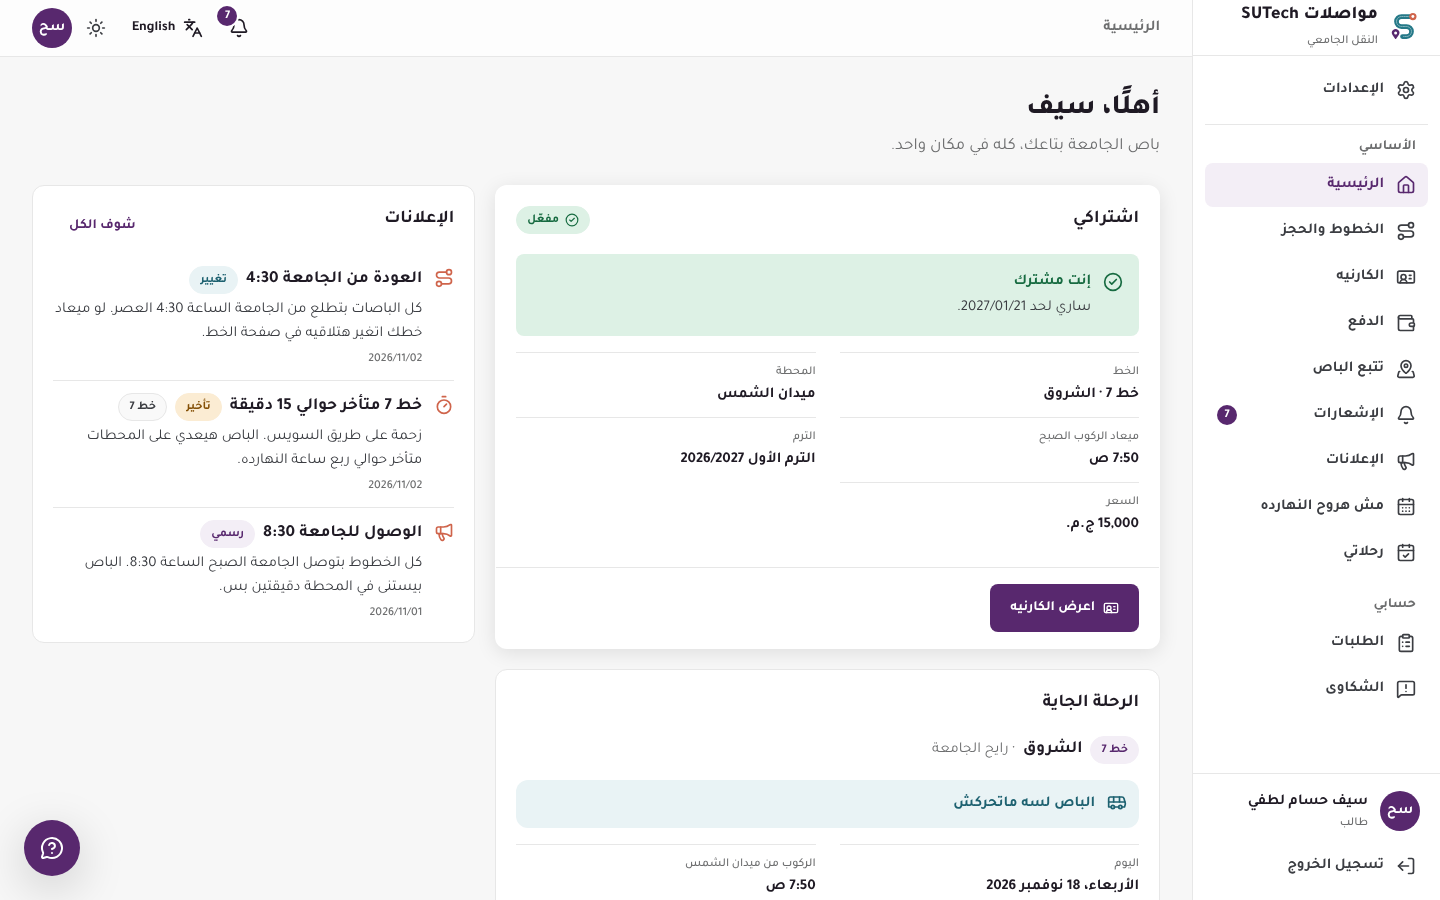 مواصلات SUTech
النقل الجامعي
الإعدادات
الأساسي
الرئيسية
الخطوط والحجز
الكارنيه
الدفع
تتبع الباص
الإشعارات
7
الإعلانات
مش هروح النهارده
رحلاتي
حسابي
الطلبات
الشكاوى
سح
سيف حسام لطفي
طالب
تسجيل الخروج
الرئيسية
7
English
سح
أهلًا، سيف
باص الجامعة بتاعك، كله في مكان واحد.
اشتراكي
مفعّل
إنت مشترك
ساري لحد 2027/01/21.
الخط
خط 7 · الشروق
المحطة
ميدان الشمس
ميعاد الركوب الصبح
7:50 ص
الترم
الترم الأول 2026/2027
السعر
15,000 ج.م.
اعرض الكارنيه
الرحلة الجاية
خط 7 الشروق · رايح الجامعة
الباص لسه ماتحركش
اليوم
الأربعاء، 18 نوفمبر 2026
الركوب من ميدان الشمس
7:50 ص
الإعلانات
شوف الكل
العودة من الجامعة 4:30 تغيير
كل الباصات بتطلع من الجامعة الساعة 4:30 العصر. لو ميعاد
خطك اتغير هتلاقيه في صفحة الخط.
2026/11/02
خط 7 متأخر حوالي 15 دقيقة تأخير خط 7
زحمة على طريق السويس. الباص هيعدي على المحطات
متأخر حوالي ربع ساعة النهارده.
2026/11/02
الوصول للجامعة 8:30 رسمي
كل الخطوط بتوصل الجامعة الصبح الساعة 8:30. الباص
بيستنى في المحطة دقيقتين بس.
2026/11/01